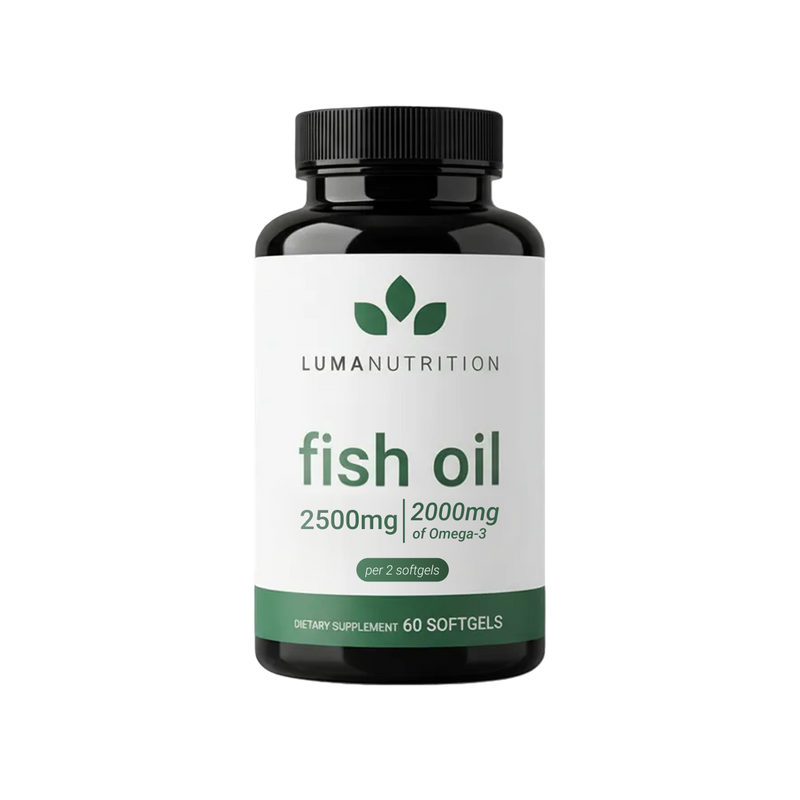 LUMANUTRITION
fish oil
2500mg
2000mg
of Omega-3
per 2 softgels
DIETARY SUPPLEMENT 60 SOFTGELS